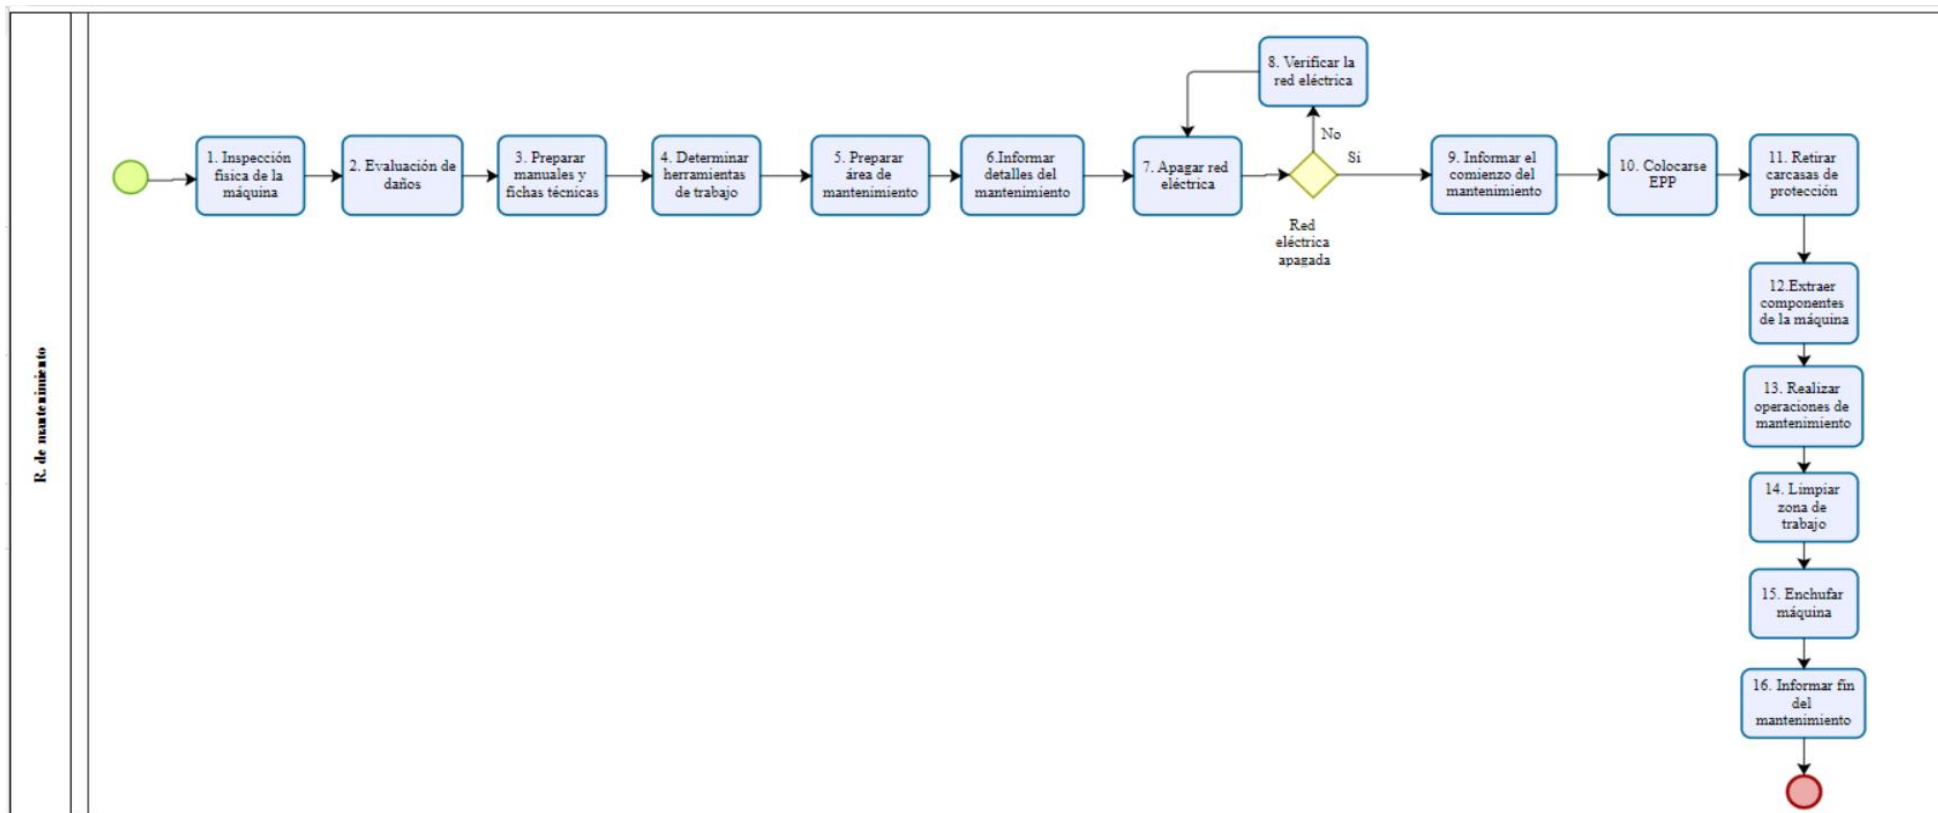 R. de mantenimiento
1. Inspección
física de la
máquina
2. Evaluación de
daños
3. Preparar
manuales y
fichas técnicas
4. Determinar
herramientas
de trabajo
5. Preparar
área de
mantenimiento
6.Informar
detalles del
mantenimiento
7. Apagar red
eléctrica
8. Verificar la
red eléctrica
No
Si
Red
eléctrica
apagada
9. Informar el
comienzo del
mantenimiento
10. Colocarse
EPP
11. Retirar
carcasas de
protección
12.Extraer
componentes
de la máquina
13. Realizar
operaciones de
mantenimiento
14. Limpiar
zona de
trabajo
15. Enchufar
máquina
16. Informar fin
del
mantenimiento